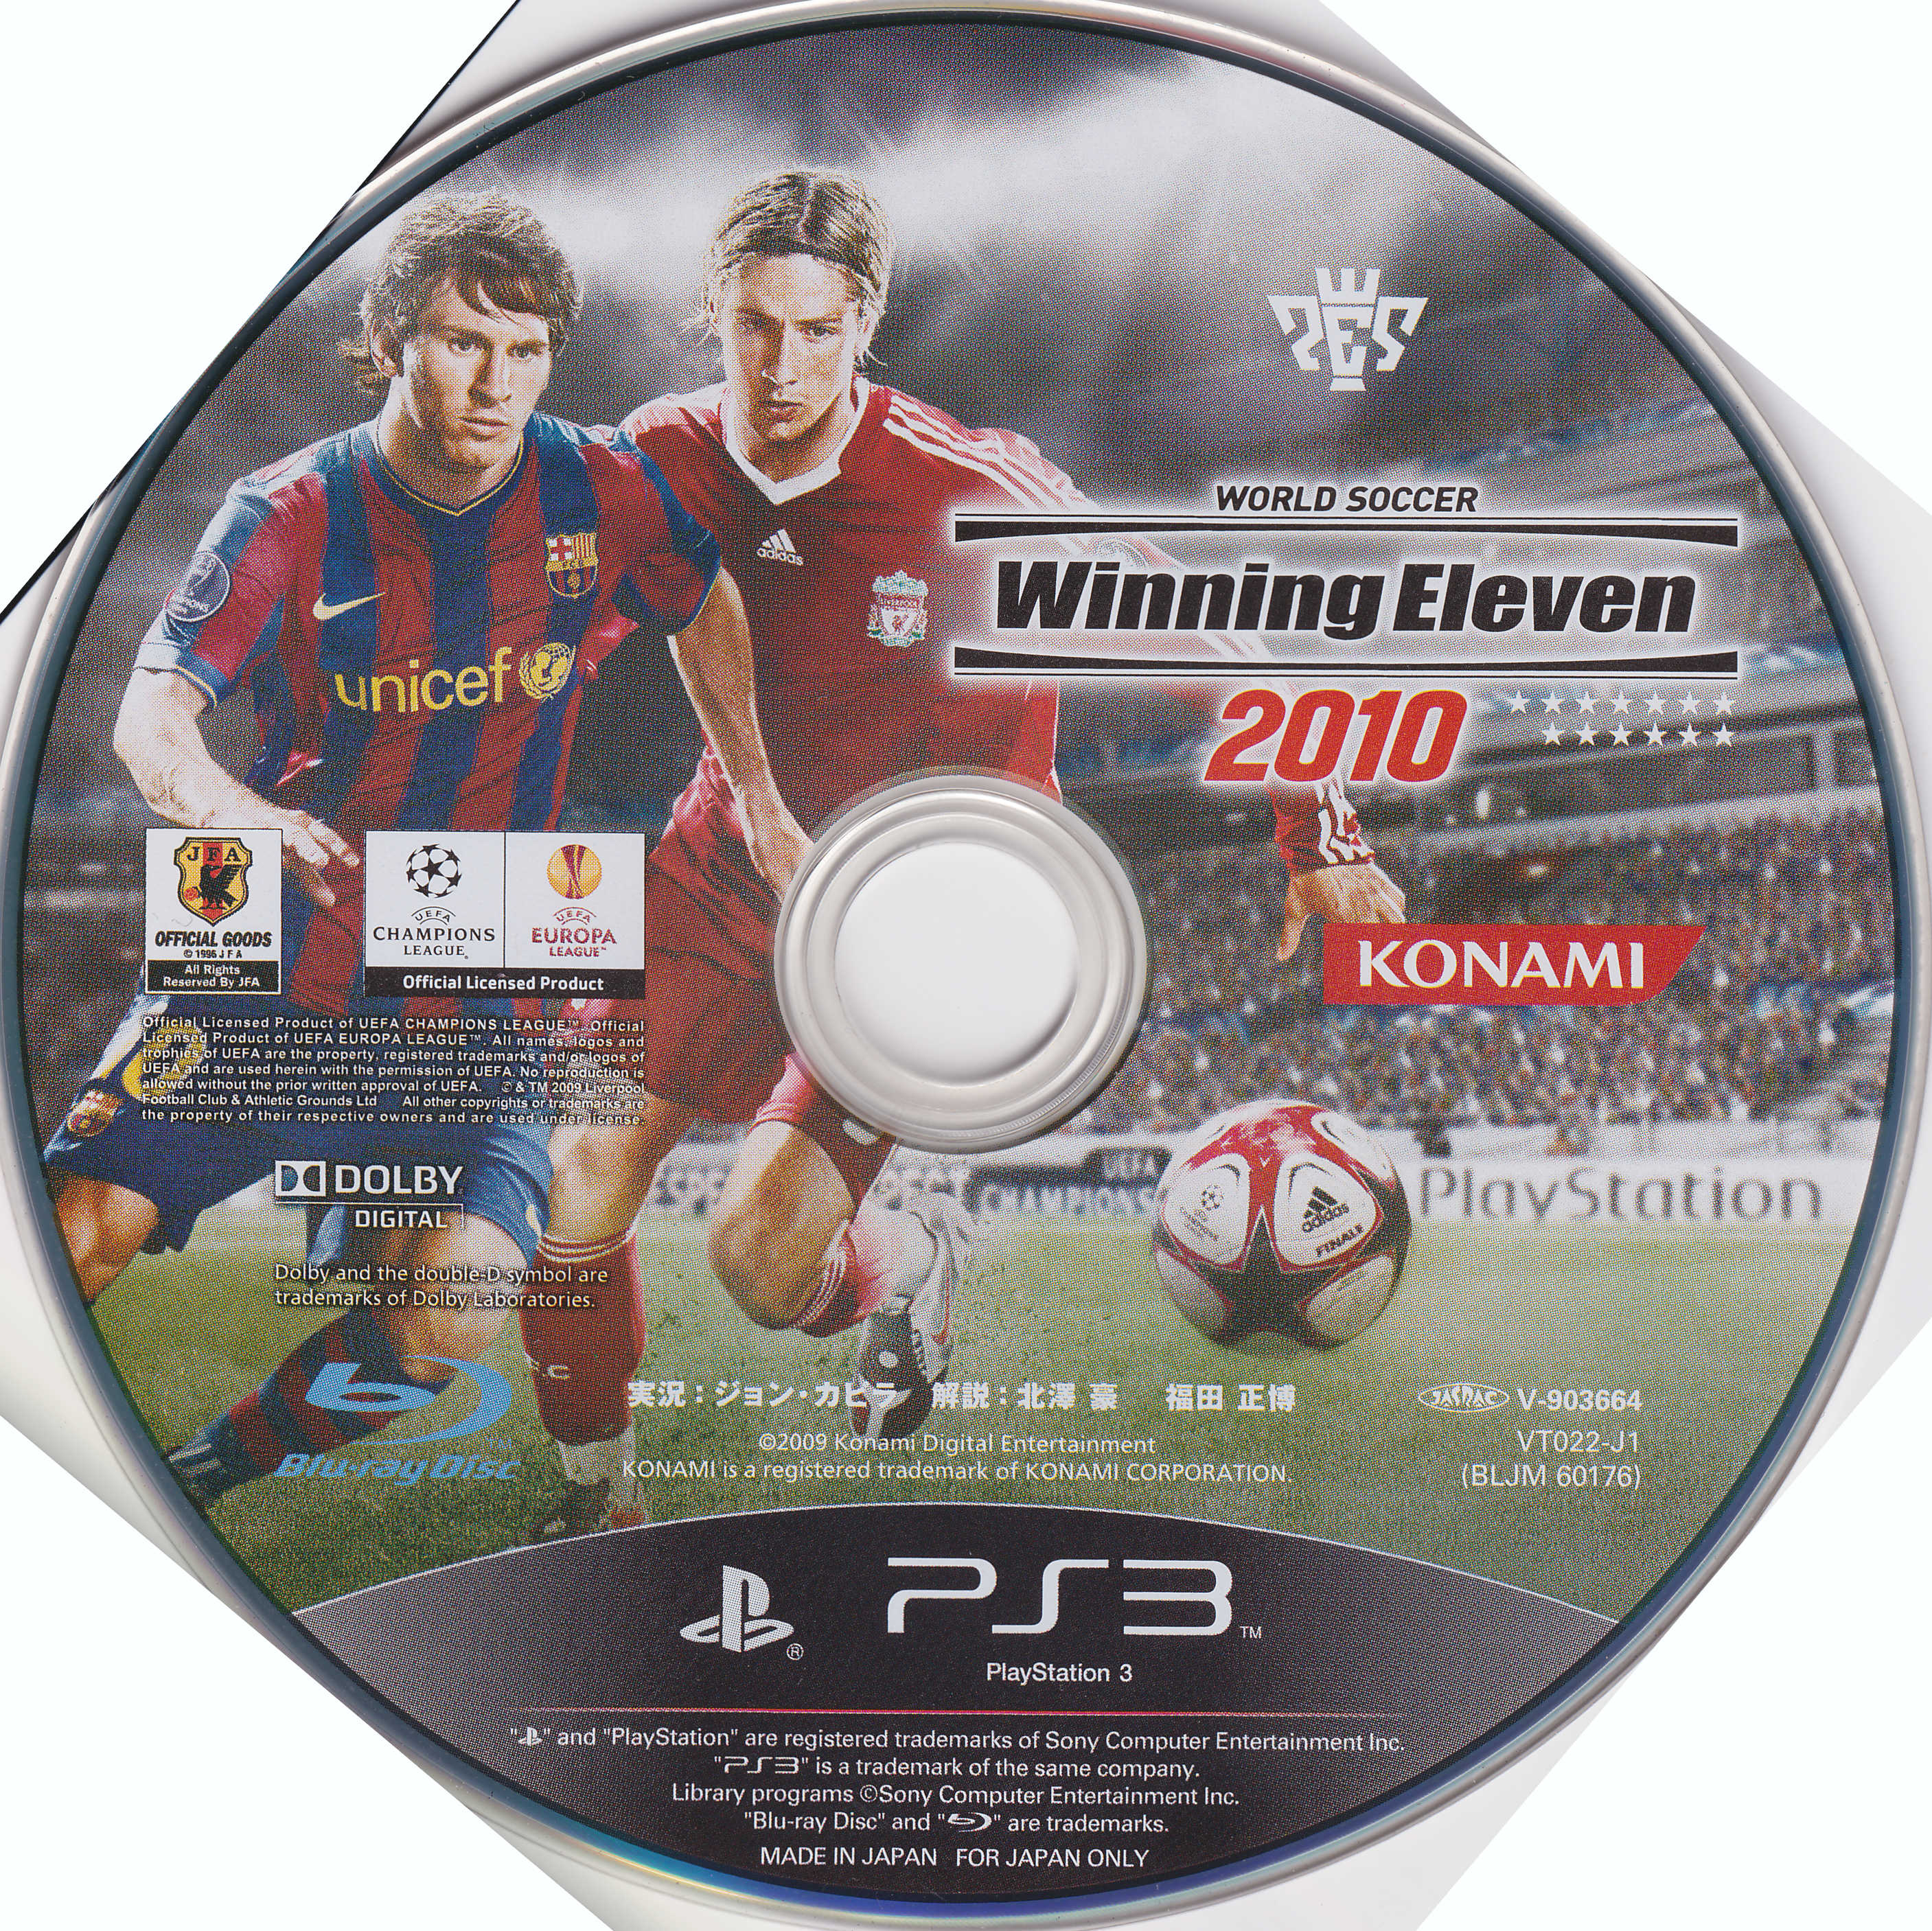 PES
WORLD SOCCER
Winning Eleven
2010
adidas
LIVERPOOL
FCB
unicef
JFA
OFFICIAL GOODS
© 1996 J F A
All Rights
Reserved By JFA
UEFA
CHAMPIONS
LEAGUE®
UEFA
EUROPA
LEAGUE™
Official Licensed Product
KONAMI
Official Licensed Product of UEFA CHAMPIONS LEAGUE™. Official
Licensed Product of UEFA EUROPA LEAGUE™. All names, logos and
trophies of UEFA are the property, registered trademarks and/or logos of
UEFA and are used herein with the permission of UEFA. No reproduction is
allowed without the prior written approval of UEFA. © & TM 2009 Liverpool
Football Club & Athletic Grounds Ltd All other copyrights or trademarks are
the property of their respective owners and are used under license.
DOLBY
DIGITAL
Dolby and the double-D symbol are
trademarks of Dolby Laboratories.
UEFA
CHAMPIONS
adidas
FINALE
PlayStation
Blu-ray Disc™
実況：ジョン・カビラ 解説：北澤 豪 福田 正博
©2009 Konami Digital Entertainment
KONAMI is a registered trademark of KONAMI CORPORATION.
JASRAC V-903664
VT022-J1
(BLJM 60176)
PS3™
PlayStation 3
"" and "PlayStation" are registered trademarks of Sony Computer Entertainment Inc.
"PS3" is a trademark of the same company.
Library programs ©Sony Computer Entertainment Inc.
"Blu-ray Disc" and "" are trademarks.
MADE IN JAPAN FOR JAPAN ONLY